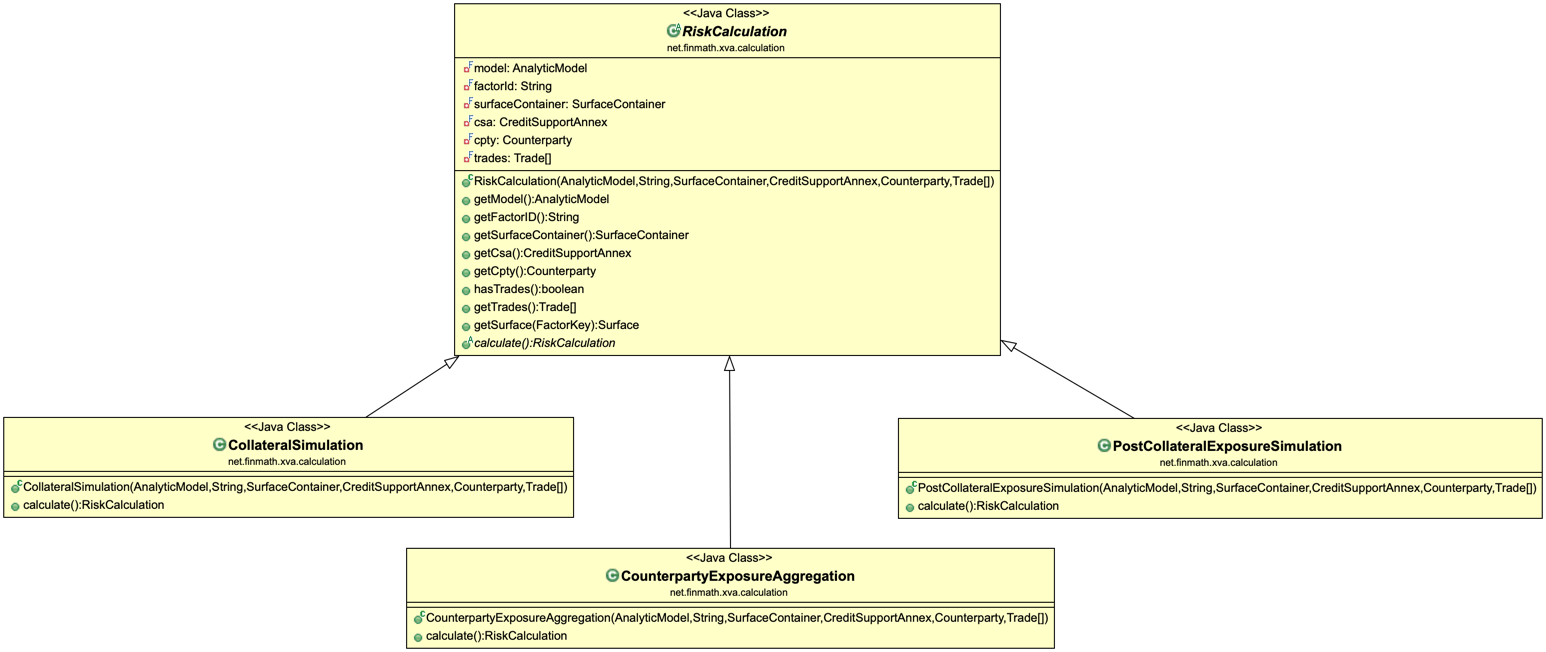 <<Java Class>>
RiskCalculation
net.finmath.xva.calculation
model: AnalyticModel
factorId: String
surfaceContainer: SurfaceContainer
csa: CreditSupportAnnex
cpty: Counterparty
trades: Trade[]
RiskCalculation(AnalyticModel,String,SurfaceContainer,CreditSupportAnnex,Counterparty,Trade[])
getModel():AnalyticModel
getFactorID():String
getSurfaceContainer():SurfaceContainer
getCsa():CreditSupportAnnex
getCpty():Counterparty
hasTrades():boolean
getTrades():Trade[]
getSurface(FactorKey):Surface
calculate():RiskCalculation
<<Java Class>>
CollateralSimulation
net.finmath.xva.calculation
CollateralSimulation(AnalyticModel,String,SurfaceContainer,CreditSupportAnnex,Counterparty,Trade[])
calculate():RiskCalculation
<<Java Class>>
PostCollateralExposureSimulation
net.finmath.xva.calculation
PostCollateralExposureSimulation(AnalyticModel,String,SurfaceContainer,CreditSupportAnnex,Counterparty,Trade[])
calculate():RiskCalculation
<<Java Class>>
CounterpartyExposureAggregation
net.finmath.xva.calculation
CounterpartyExposureAggregation(AnalyticModel,String,SurfaceContainer,CreditSupportAnnex,Counterparty,Trade[])
calculate():RiskCalculation